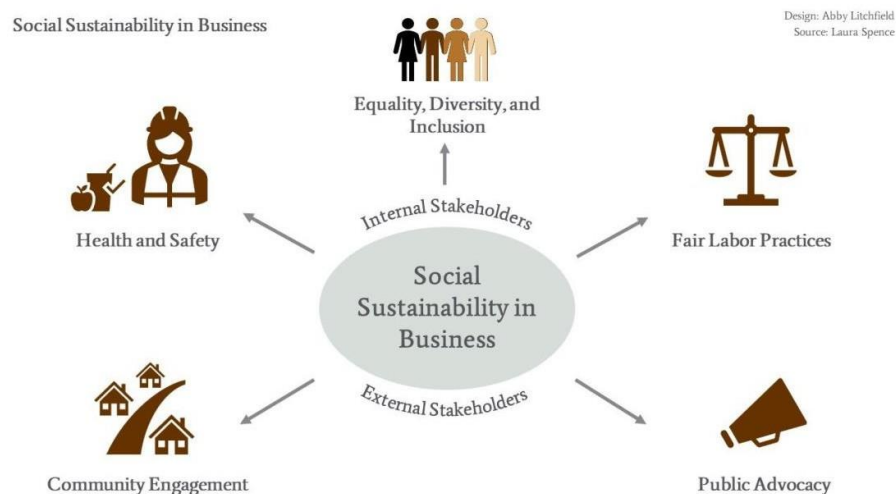 Social Sustainability in Business
Design: Abby Litchfield
Source: Laura Spence
Equality, Diversity, and
Inclusion
Health and Safety
Fair Labor Practices
Internal Stakeholders
Social
Sustainability in
Business
External Stakeholders
Community Engagement
Public Advocacy